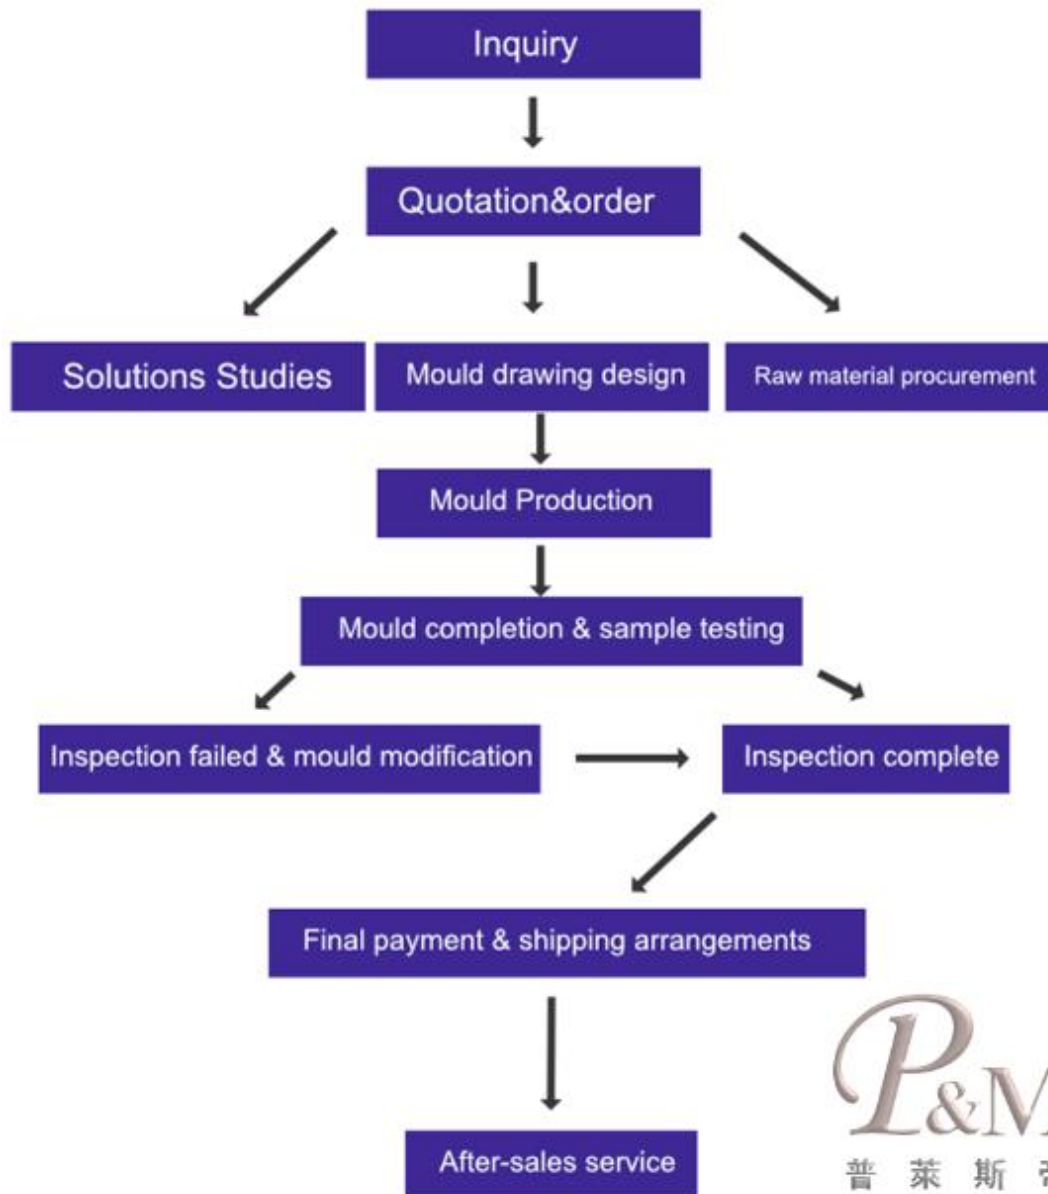 Inquiry
Quotation&order
Solutions Studies
Mould drawing design
Raw material procurement
Mould Production
Mould completion & sample testing
Inspection failed & mould modification
Inspection complete
Final payment & shipping arrangements
After-sales service
P&M
普萊斯